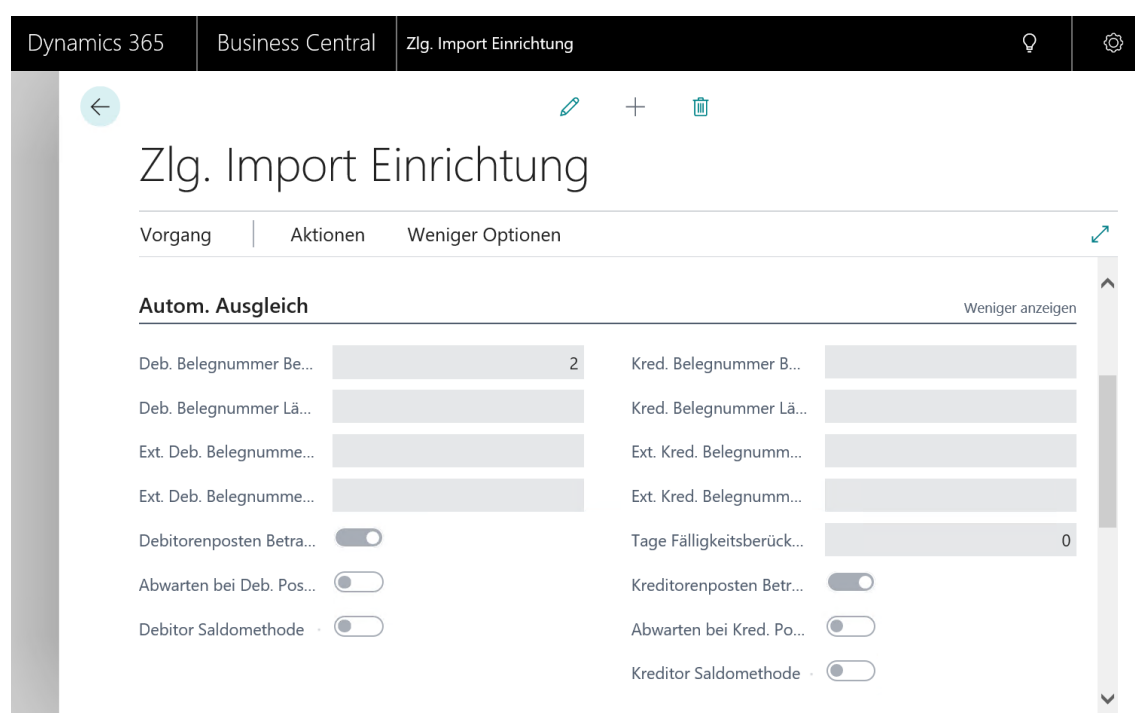 Dynamics 365 Business Central Zlg. Import Einrichtung
Zlg. Import Einrichtung
Vorgang Aktionen Weniger Optionen
Autom. Ausgleich Weniger anzeigen
Deb. Belegnummer Be... 2 Kred. Belegnummer B...
Deb. Belegnummer Lä... Kred. Belegnummer Lä...
Ext. Deb. Belegnumme... Ext. Kred. Belegnumm...
Ext. Deb. Belegnumme... Ext. Kred. Belegnumm...
Debitorenposten Betra... Tage Fälligkeitsberück... 0
Abwarten bei Deb. Pos... Kreditorenposten Betr...
Debitor Saldomethode Abwarten bei Kred. Po...
Kreditor Saldomethode